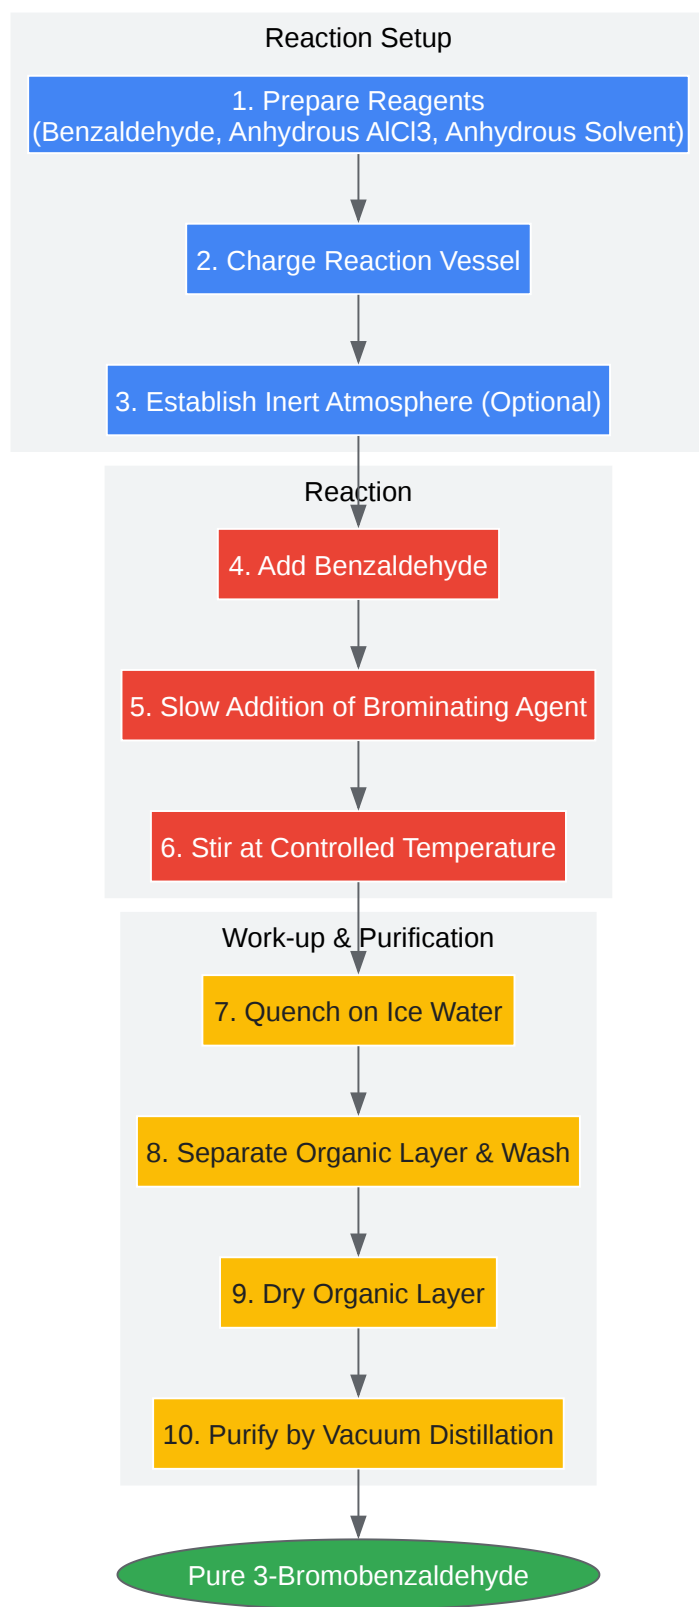 Reaction Setup
1. Prepare Reagents
(Benzaldehyde, Anhydrous AlCl3, Anhydrous Solvent)
2. Charge Reaction Vessel
3. Establish Inert Atmosphere (Optional)
Reaction
4. Add Benzaldehyde
5. Slow Addition of Brominating Agent
6. Stir at Controlled Temperature
Work-up & Purification
7. Quench on Ice Water
8. Separate Organic Layer & Wash
9. Dry Organic Layer
10. Purify by Vacuum Distillation
Pure 3-Bromobenzaldehyde